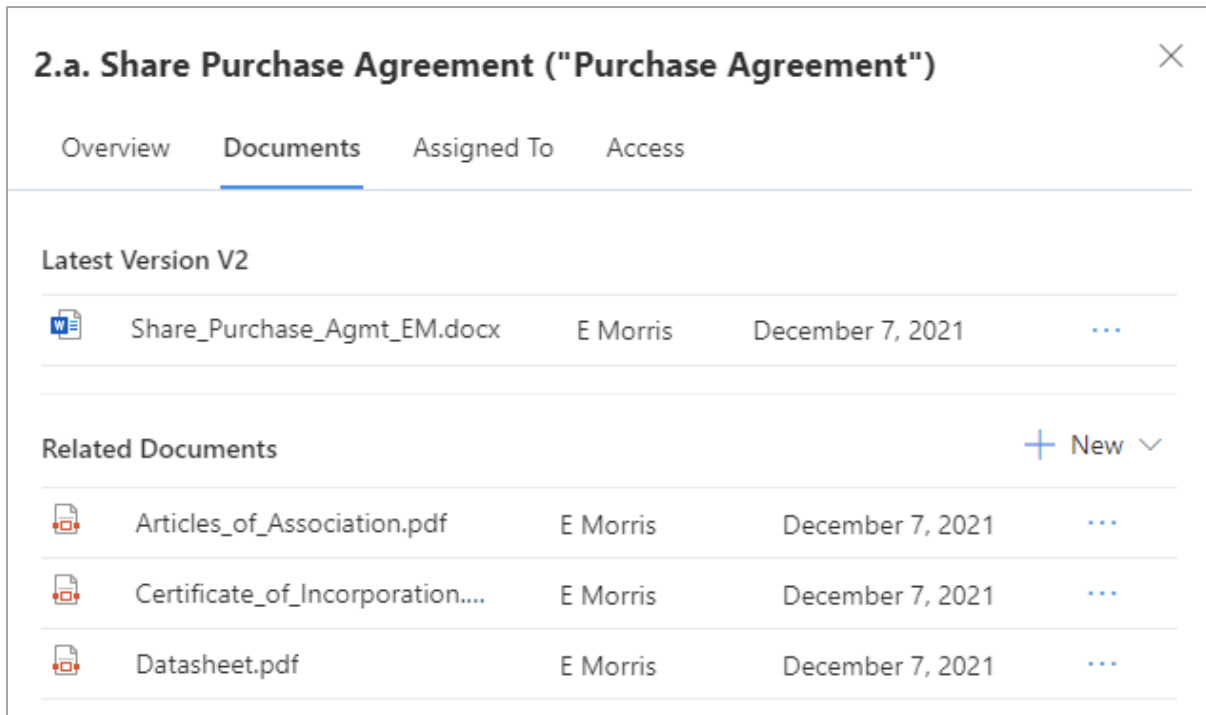 2.a. Share Purchase Agreement ("Purchase Agreement")
Overview Documents Assigned To Access
Latest Version V2
Share_Purchase_Agmt_EM.docx E Morris December 7, 2021 ...
Related Documents + New
Articles_of_Association.pdf E Morris December 7, 2021 ...
Certificate_of_Incorporation.... E Morris December 7, 2021 ...
Datasheet.pdf E Morris December 7, 2021 ...